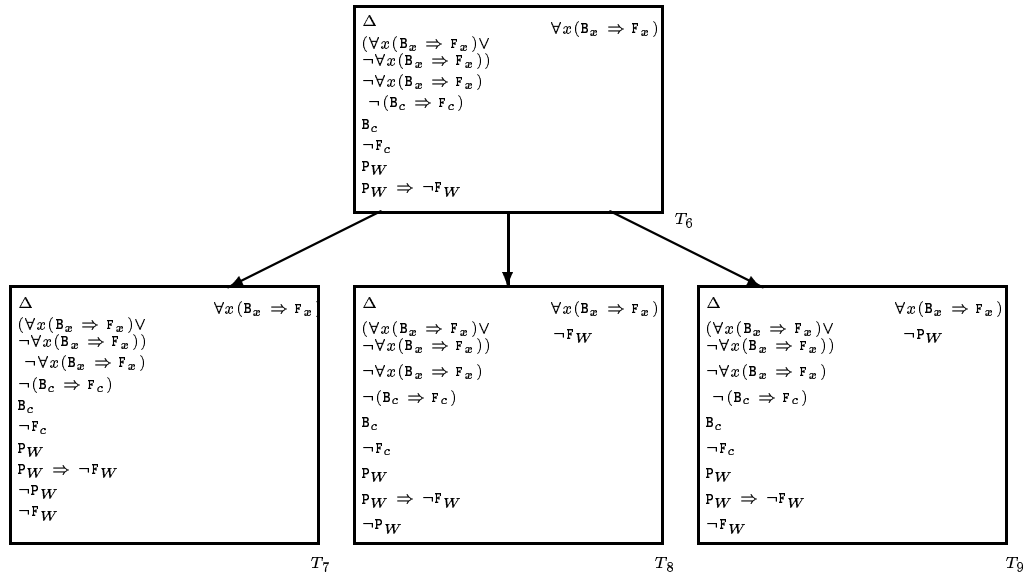 Δ
∀x(B_x ⇒ F_x)
(∀x(B_x ⇒ F_x)∨
¬∀x(B_x ⇒ F_x))
¬∀x(B_x ⇒ F_x)
¬(B_c ⇒ F_c)
B_c
¬F_c
P_W
P_W ⇒ ¬F_W
T_6
Δ
∀x(B_x ⇒ F_x)
(∀x(B_x ⇒ F_x)∨
¬∀x(B_x ⇒ F_x))
¬∀x(B_x ⇒ F_x)
¬(B_c ⇒ F_c)
B_c
¬F_c
P_W
P_W ⇒ ¬F_W
¬P_W
¬F_W
T_7
Δ
∀x(B_x ⇒ F_x)
(∀x(B_x ⇒ F_x)∨
¬F_W
¬∀x(B_x ⇒ F_x))
¬∀x(B_x ⇒ F_x)
¬(B_c ⇒ F_c)
B_c
¬F_c
P_W
P_W ⇒ ¬F_W
¬P_W
T_8
Δ
∀x(B_x ⇒ F_x)
(∀x(B_x ⇒ F_x)∨
¬P_W
¬∀x(B_x ⇒ F_x))
¬∀x(B_x ⇒ F_x)
¬(B_c ⇒ F_c)
B_c
¬F_c
P_W
P_W ⇒ ¬F_W
¬F_W
T_9